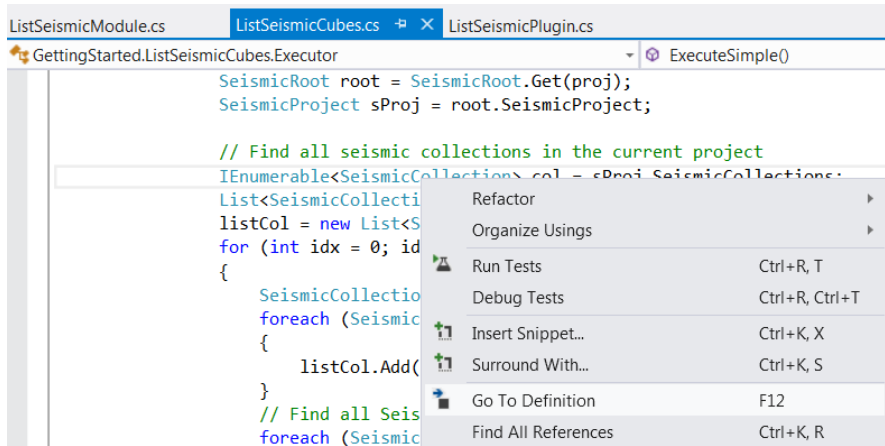 ListSeismicModule.cs ListSeismicCubes.cs ListSeismicPlugin.cs
GettingStarted.ListSeismicCubes.Executor ExecuteSimple()
SeismicRoot root = SeismicRoot.Get(proj);
SeismicProject sProj = root.SeismicProject;
// Find all seismic collections in the current project
IEnumerable<SeismicCollection> col = sProj.SeismicCollections;
List<SeismicCollecti
listCol = new List<S
for (int idx = 0; id
{
SeismicCollectio
foreach (Seismic
{
listCol.Add(
}
// Find all Seis
foreach (Seismic
Refactor
Organize Usings
Run Tests Ctrl+R, T
Debug Tests Ctrl+R, Ctrl+T
Insert Snippet... Ctrl+K, X
Surround With... Ctrl+K, S
Go To Definition F12
Find All References Ctrl+K, R